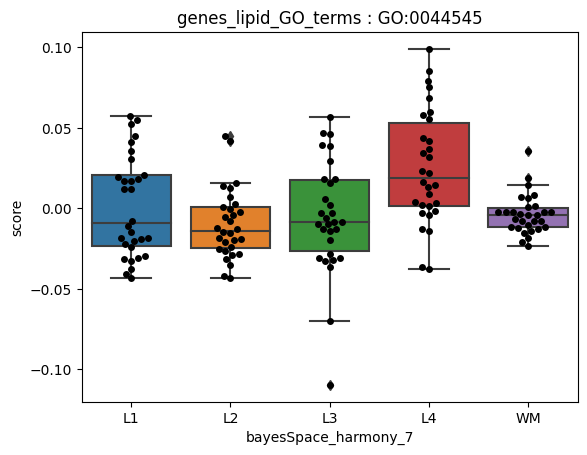 genes_lipid_GO_terms : GO:0044545
0.10
0.05
0.00
−0.05
−0.10
score
L1 L2 L3 L4 WM
bayesSpace_harmony_7